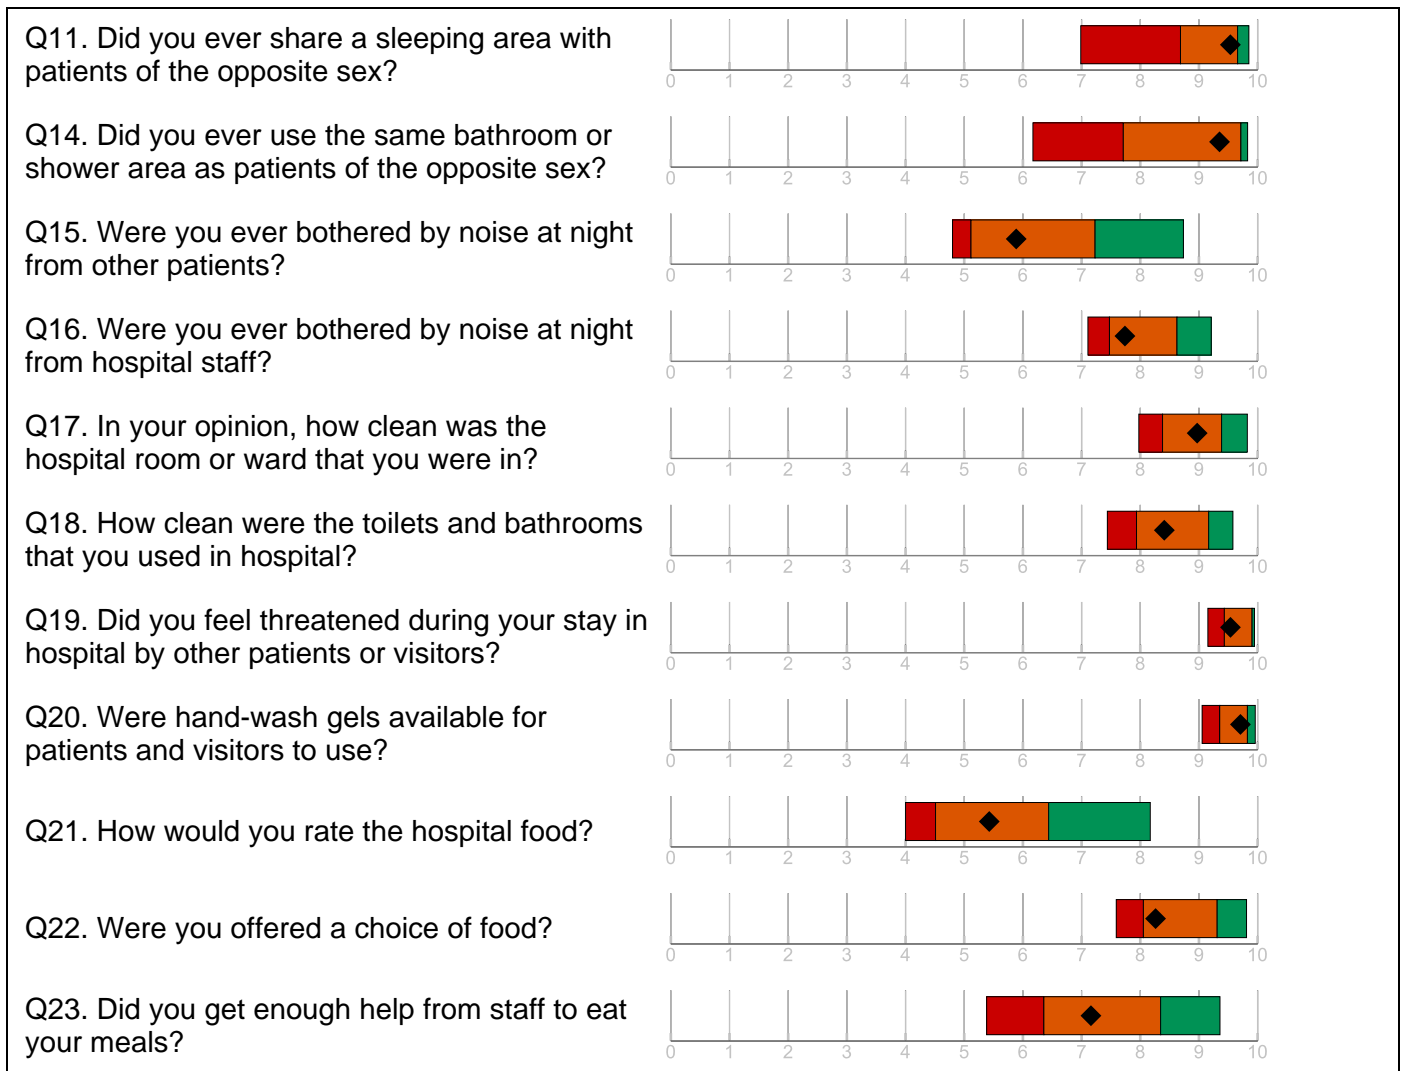 Q11. Did you ever share a sleeping area with
patients of the opposite sex?
0 1 2 3 4 5 6 7 8 9 10
Q14. Did you ever use the same bathroom or
shower area as patients of the opposite sex?
0 1 2 3 4 5 6 7 8 9 10
Q15. Were you ever bothered by noise at night
from other patients?
0 1 2 3 4 5 6 7 8 9 10
Q16. Were you ever bothered by noise at night
from hospital staff?
0 1 2 3 4 5 6 7 8 9 10
Q17. In your opinion, how clean was the
hospital room or ward that you were in?
0 1 2 3 4 5 6 7 8 9 10
Q18. How clean were the toilets and bathrooms
that you used in hospital?
0 1 2 3 4 5 6 7 8 9 10
Q19. Did you feel threatened during your stay in
hospital by other patients or visitors?
0 1 2 3 4 5 6 7 8 9 10
Q20. Were hand-wash gels available for
patients and visitors to use?
0 1 2 3 4 5 6 7 8 9 10
Q21. How would you rate the hospital food?
0 1 2 3 4 5 6 7 8 9 10
Q22. Were you offered a choice of food?
0 1 2 3 4 5 6 7 8 9 10
Q23. Did you get enough help from staff to eat
your meals?
0 1 2 3 4 5 6 7 8 9 10